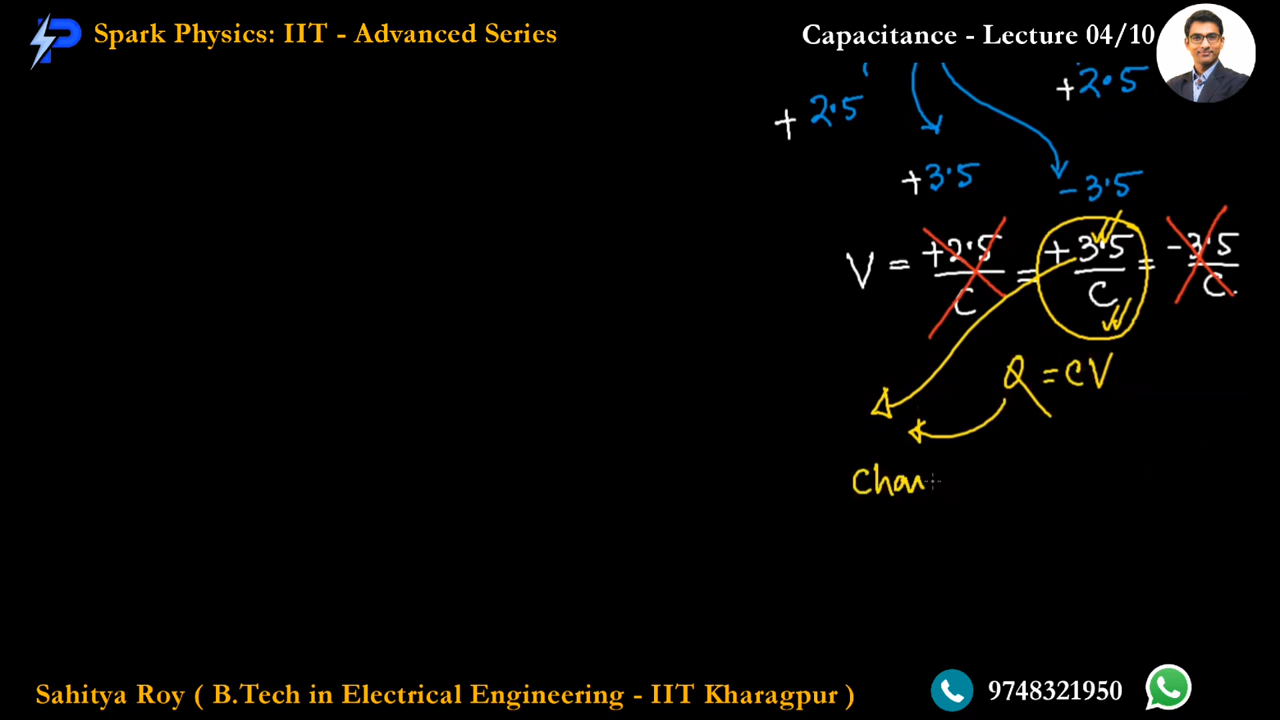 Spark Physics: IIT - Advanced Series
Capacitance - Lecture 04/10
+ 2.5
+2.5
+3.5
-3.5
V = +2.5/C = +3.5/C = -3.5/C.
Q = CV
Char
Sahitya Roy ( B.Tech in Electrical Engineering - IIT Kharagpur )
9748321950